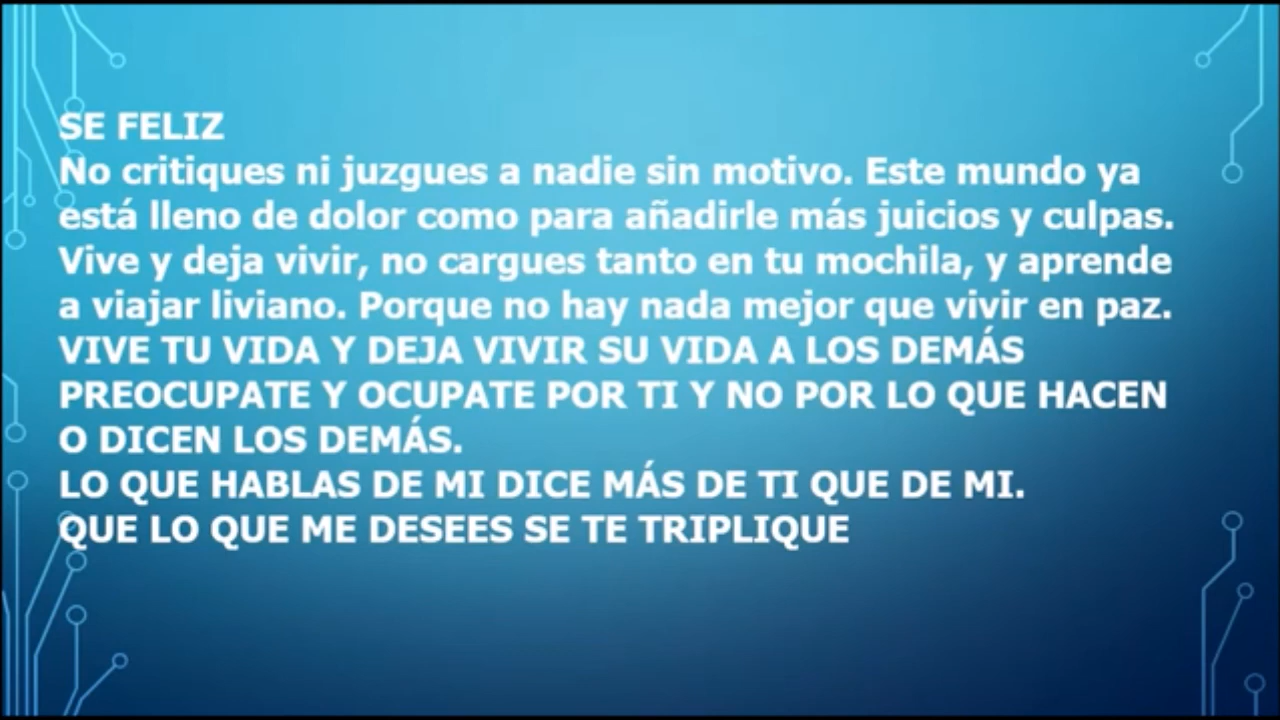 SE FELIZ
No critiques ni juzgues a nadie sin motivo. Este mundo ya
está lleno de dolor como para añadirle más juicios y culpas.
Vive y deja vivir, no cargues tanto en tu mochila, y aprende
a viajar liviano. Porque no hay nada mejor que vivir en paz.
VIVE TU VIDA Y DEJA VIVIR SU VIDA A LOS DEMÁS
PREOCUPATE Y OCUPATE POR TI Y NO POR LO QUE HACEN
O DICEN LOS DEMÁS.
LO QUE HABLAS DE MI DICE MÁS DE TI QUE DE MI.
QUE LO QUE ME DESEES SE TE TRIPLIQUE